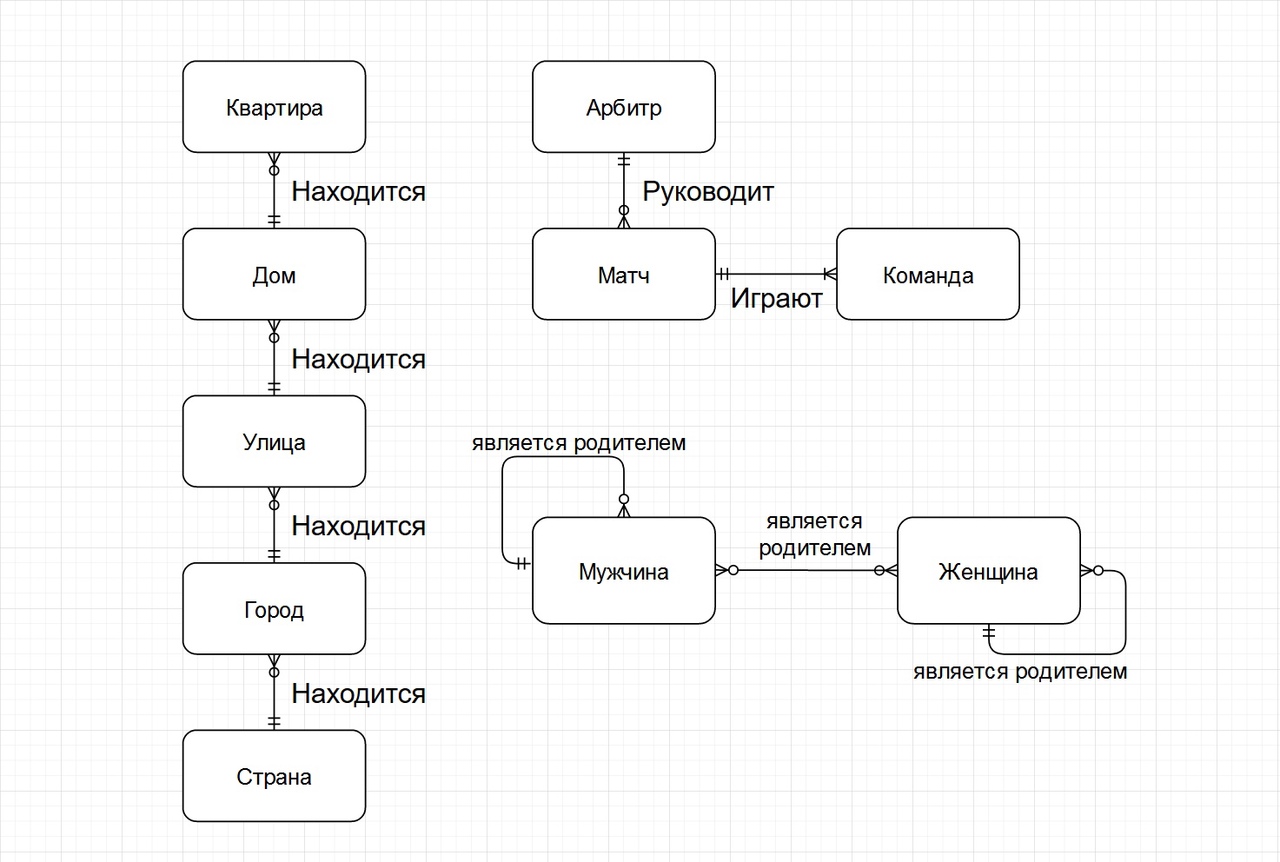 Квартира
Находится
Дом
Находится
Улица
Находится
Город
Находится
Страна
Арбитр
Руководит
Матч
Играют
Команда
является родителем
Мужчина
является
родителем
Женщина
является родителем